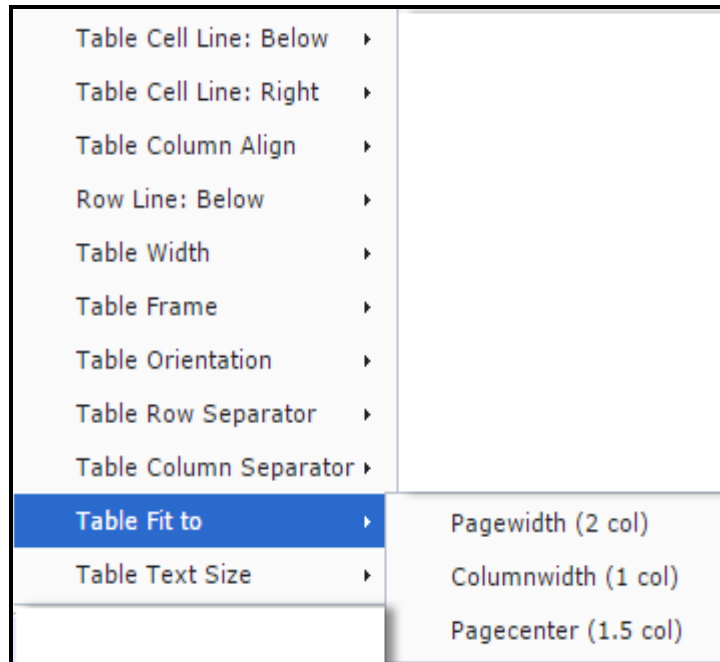 Table Cell Line: Below
Table Cell Line: Right
Table Column Align
Row Line: Below
Table Width
Table Frame
Table Orientation
Table Row Separator
Table Column Separator
Table Fit to
Pagewidth (2 col)
Table Text Size
Columnwidth (1 col)
Pagecenter (1.5 col)